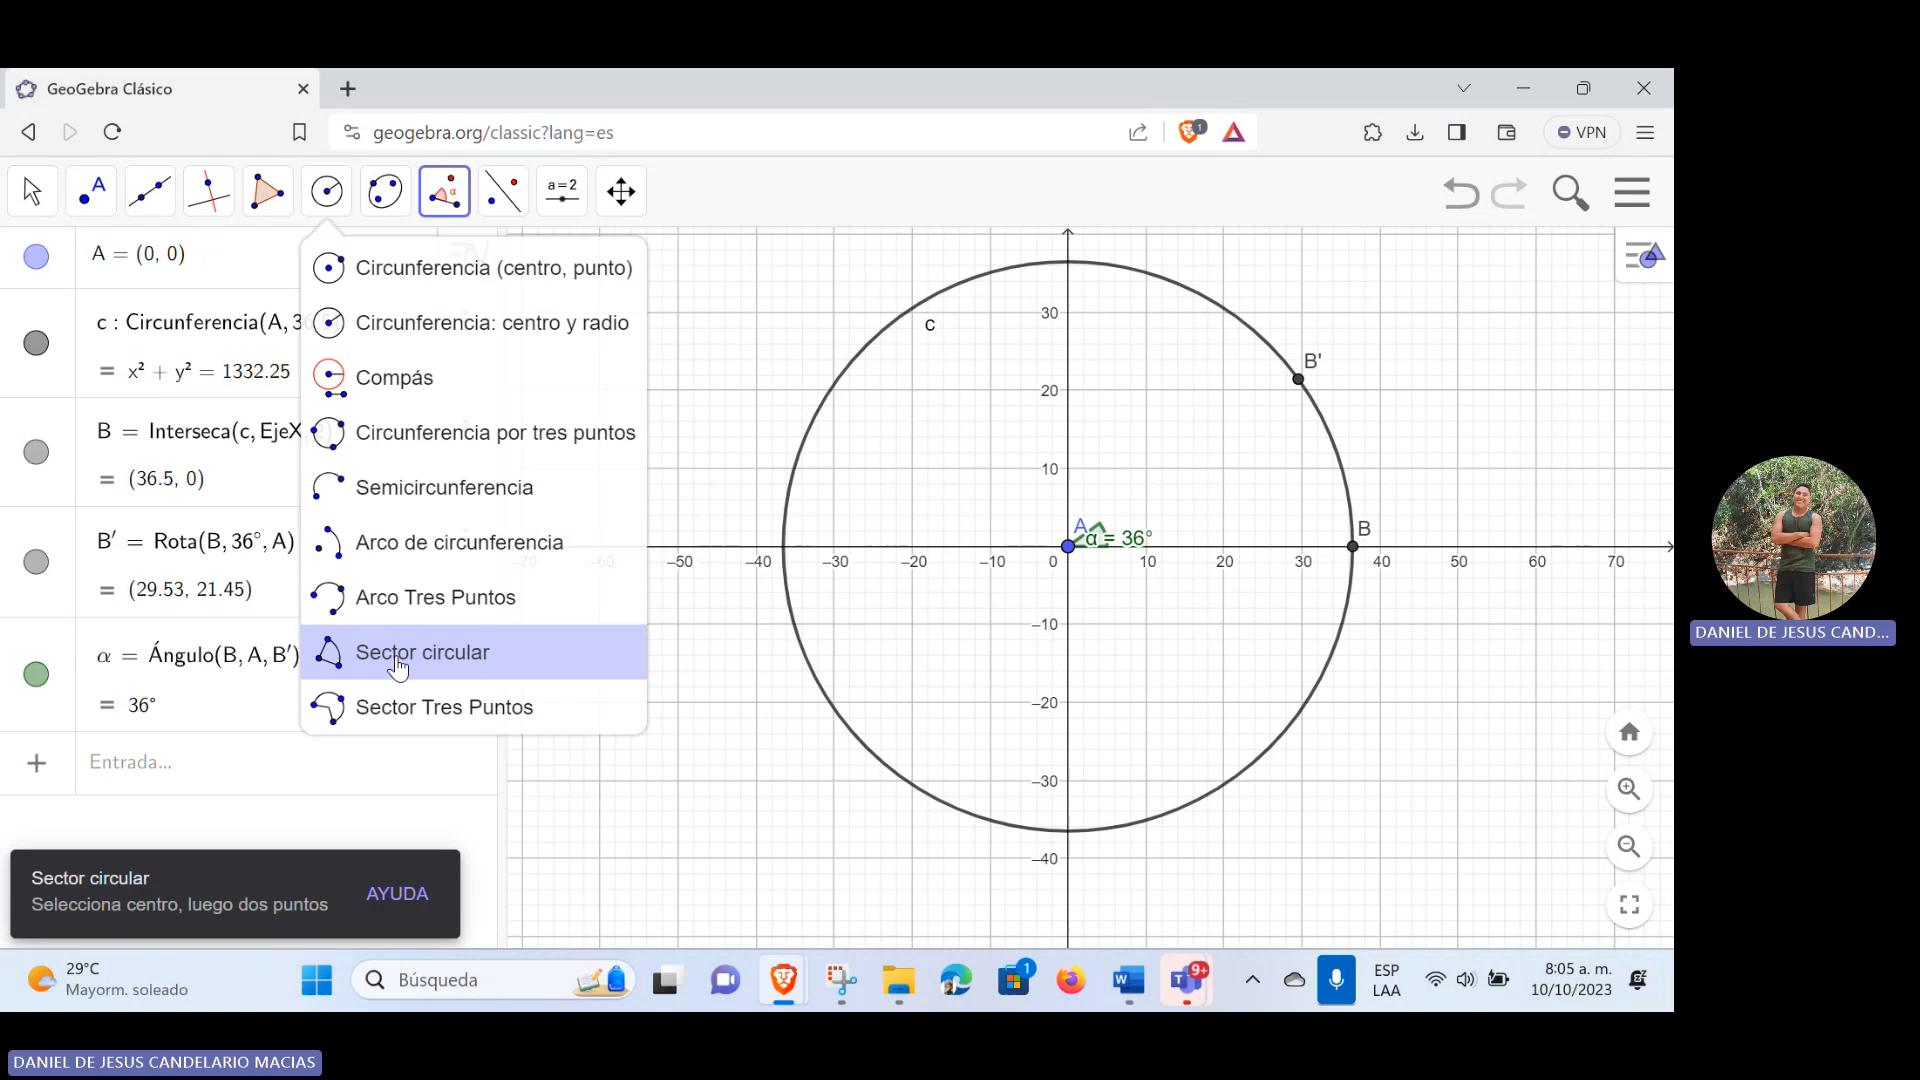 GeoGebra Clásico
geogebra.org/classic?lang=es
1
VPN
A
α
a=2
A = (0, 0)
c : Circunferencia(A, 3
= x² + y² = 1332.25
B = Interseca(c, EjeX
= (36.5, 0)
B′ = Rota(B, 36°, A)
= (29.53, 21.45)
α = Ángulo(B, A, B′)
= 36°
+ Entrada...
Circunferencia (centro, punto)
Circunferencia: centro y radio
Compás
Circunferencia por tres puntos
Semicircunferencia
Arco de circunferencia
Arco Tres Puntos
Sector circular
Sector Tres Puntos
c
B'
B
A
α = 36°
30
20
10
–10
–20
–30
–40
–70 –60 –50 –40 –30 –20 –10 0 10 20 30 40 50 60 70
Sector circular
Selecciona centro, luego dos puntos
AYUDA
DANIEL DE JESUS CAND...
29°C
Mayorm. soleado
Búsqueda
1
9+
ESP
LAA
8:05 a. m.
10/10/2023
DANIEL DE JESUS CANDELARIO MACIAS